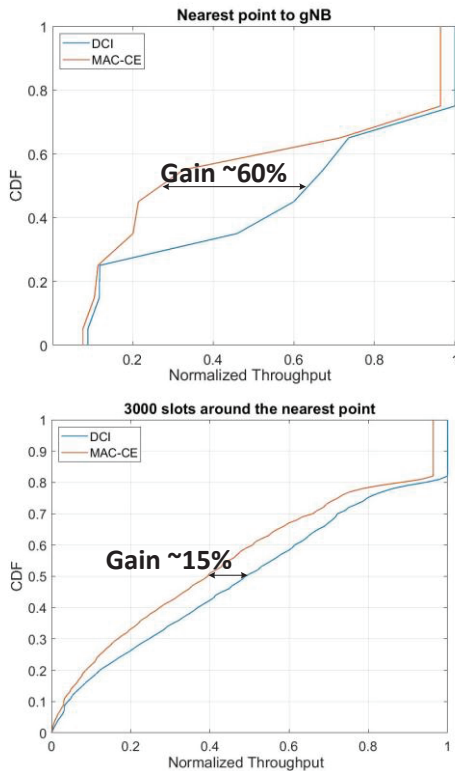 Nearest point to gNB
DCI
MAC-CE
1
0.8
0.6
0.4
0.2
0
CDF
Gain ~60%
0.2
0.4
0.6
0.8
1
Normalized Throughput
3000 slots around the nearest point
DCI
MAC-CE
1
0.9
0.8
0.7
0.6
0.5
0.4
0.3
0.2
0.1
0
CDF
Gain ~15%
0
0.2
0.4
0.6
0.8
1
Normalized Throughput